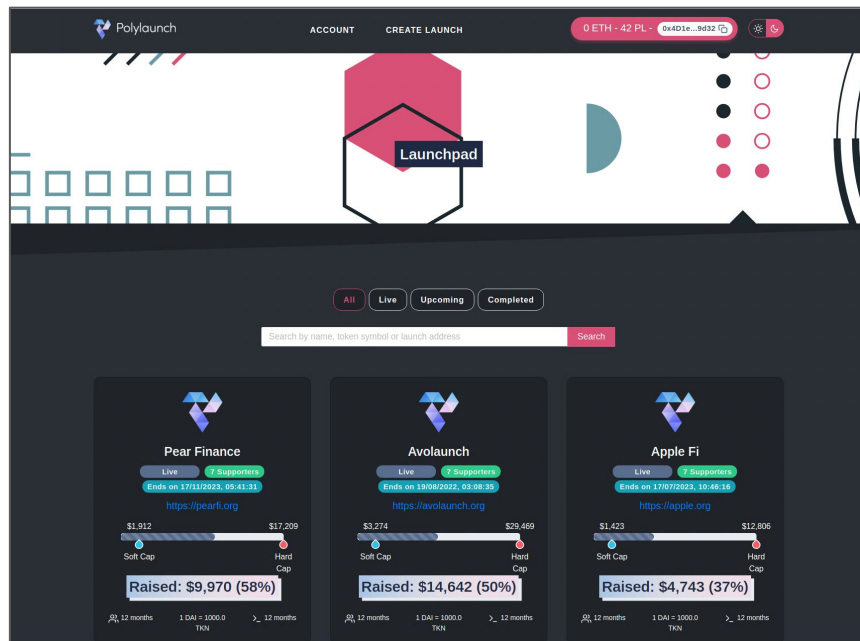 Polylaunch ACCOUNT CREATE LAUNCH 0 ETH - 42 PL - 0x4D1e...9d32
Launchpad
All Live Upcoming Completed
Search by name, token symbol or launch address Search
Pear Finance
Live 7 Supporters
Ends on 17/11/2023, 05:41:31
https://pearfi.org
$1,912 $17,209
Soft Cap Hard Cap
Raised: $9,970 (58%)
12 months 1 DAI = 1000.0 TKN >_ 12 months
Avolaunch
Live 7 Supporters
Ends on 19/08/2022, 03:08:35
https://avolaunch.org
$3,274 $29,469
Soft Cap Hard Cap
Raised: $14,642 (50%)
12 months 1 DAI = 1000.0 TKN >_ 12 months
Apple Fi
Live 7 Supporters
Ends on 17/07/2023, 10:46:16
https://apple.org
$1,423 $12,806
Soft Cap Hard Cap
Raised: $4,743 (37%)
12 months 1 DAI = 1000.0 TKN >_ 12 months